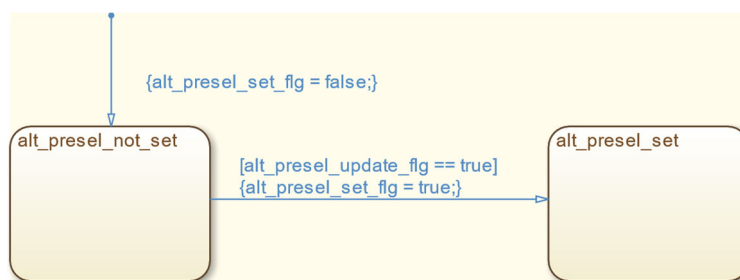 {alt_presel_set_flg = false;}
alt_presel_not_set
alt_presel_set
[alt_presel_update_flg == true]
{alt_presel_set_flg = true;}